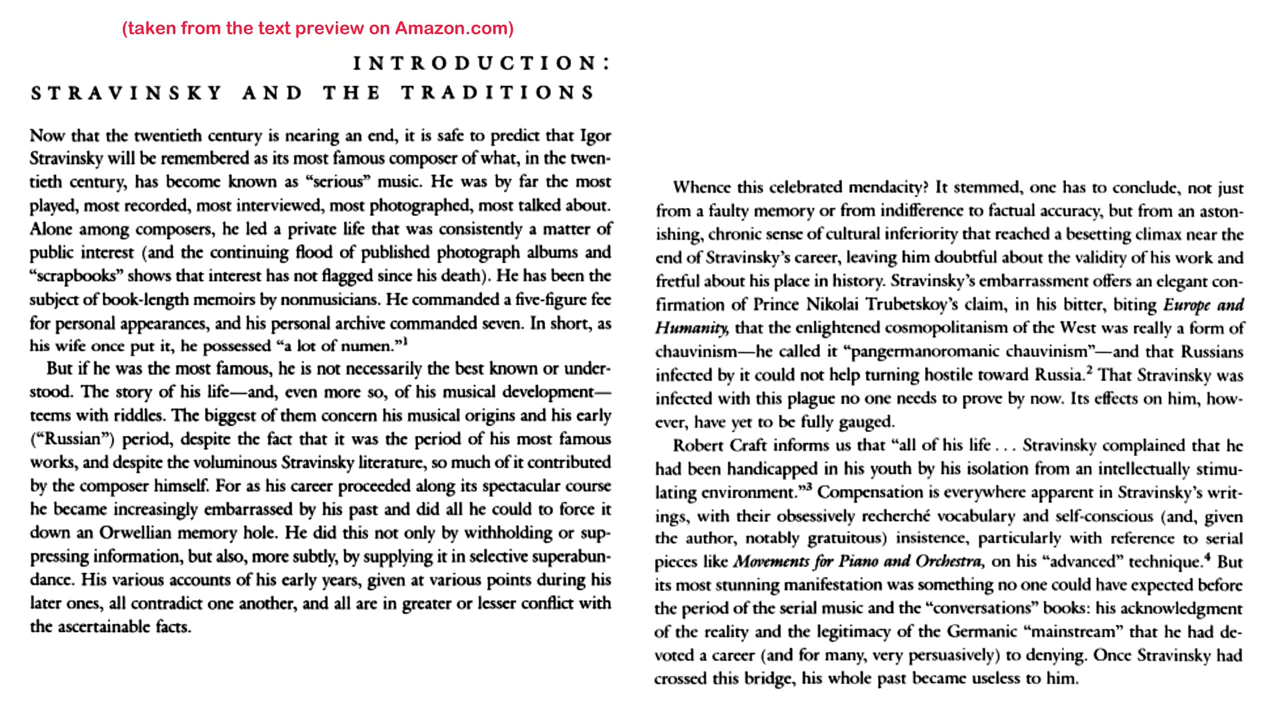 (taken from the text preview on Amazon.com)
INTRODUCTION:
STRAVINSKY AND THE TRADITIONS
Now that the twentieth century is nearing an end, it is safe to predict that Igor
Stravinsky will be remembered as its most famous composer of what, in the twen-
tieth century, has become known as “serious” music. He was by far the most
played, most recorded, most interviewed, most photographed, most talked about.
Alone among composers, he led a private life that was consistently a matter of
public interest (and the continuing flood of published photograph albums and
“scrapbooks” shows that interest has not flagged since his death). He has been the
subject of book-length memoirs by nonmusicians. He commanded a five-figure fee
for personal appearances, and his personal archive commanded seven. In short, as
his wife once put it, he possessed “a lot of numen.”¹
But if he was the most famous, he is not necessarily the best known or under-
stood. The story of his life—and, even more so, of his musical development—
teems with riddles. The biggest of them concern his musical origins and his early
(“Russian”) period, despite the fact that it was the period of his most famous
works, and despite the voluminous Stravinsky literature, so much of it contributed
by the composer himself. For as his career proceeded along its spectacular course
he became increasingly embarrassed by his past and did all he could to force it
down an Orwellian memory hole. He did this not only by withholding or sup-
pressing information, but also, more subtly, by supplying it in selective superabun-
dance. His various accounts of his early years, given at various points during his
later ones, all contradict one another, and all are in greater or lesser conflict with
the ascertainable facts.
Whence this celebrated mendacity? It stemmed, one has to conclude, not just
from a faulty memory or from indifference to factual accuracy, but from an aston-
ishing, chronic sense of cultural inferiority that reached a besetting climax near the
end of Stravinsky’s career, leaving him doubtful about the validity of his work and
fretful about his place in history. Stravinsky’s embarrassment offers an elegant con-
firmation of Prince Nikolai Trubetskoy’s claim, in his bitter, biting Europe and
Humanity, that the enlightened cosmopolitanism of the West was really a form of
chauvinism—he called it “pangermanoromanic chauvinism”—and that Russians
infected by it could not help turning hostile toward Russia.² That Stravinsky was
infected with this plague no one needs to prove by now. Its effects on him, how-
ever, have yet to be fully gauged.
Robert Craft informs us that “all of his life . . . Stravinsky complained that he
had been handicapped in his youth by his isolation from an intellectually stimu-
lating environment.”³ Compensation is everywhere apparent in Stravinsky’s writ-
ings, with their obsessively recherché vocabulary and self-conscious (and, given
the author, notably gratuitous) insistence, particularly with reference to serial
pieces like Movements for Piano and Orchestra, on his “advanced” technique.⁴ But
its most stunning manifestation was something no one could have expected before
the period of the serial music and the “conversations” books: his acknowledgment
of the reality and the legitimacy of the Germanic “mainstream” that he had de-
voted a career (and for many, very persuasively) to denying. Once Stravinsky had
crossed this bridge, his whole past became useless to him.